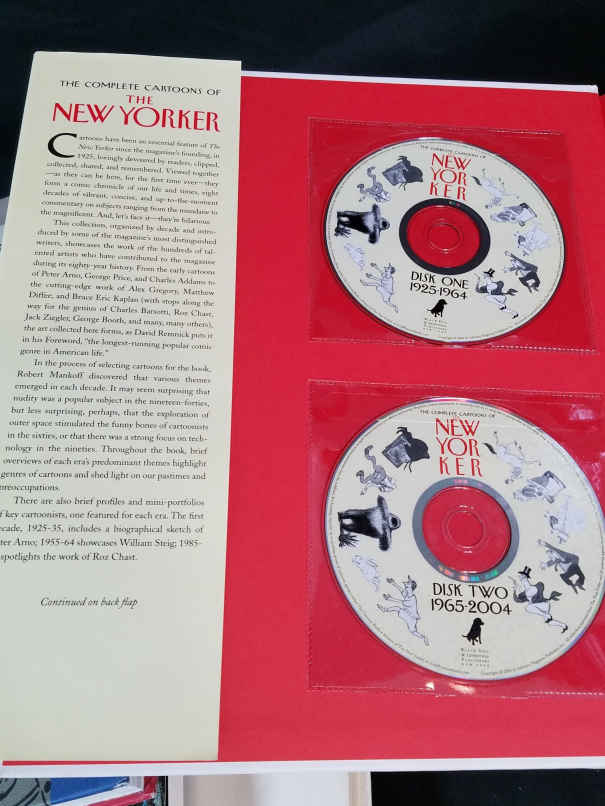 THE COMPLETE CARTOONS OF
THE
NEW YORKER
Cartoons have been an essential feature of The
New Yorker since the magazine's founding, in
1925, lovingly devoured by readers, clipped,
collected, shared, and remembered. Viewed together
—as they can be here, for the first time ever—they
form a comic chronicle of our life and times, eight
decades of vibrant, concise, and up-to-the-moment
commentary on subjects ranging from the mundane to
the magnificent. And, let's face it—they're hilarious.
This collection, organized by decade and intro-
duced by some of the magazine's most distinguished
writers, showcases the work of the hundreds of tal-
ented artists who have contributed to the magazine
during its eighty-year history. From the early cartoons
of Peter Arno, George Price, and Charles Addams to
the cutting-edge work of Alex Gregory, Matthew
Diffee, and Bruce Eric Kaplan (with stops along the
way for the genius of Charles Barsotti, Roz Chast,
Jack Ziegler, George Booth, and many, many others),
the art collected here forms, as David Remnick puts it
in his Foreword, "the longest-running popular comic
genre in American life."
In the process of selecting cartoons for the book,
Robert Mankoff discovered that various themes
emerged in each decade. It may seem surprising that
nudity was a popular subject in the nineteen-forties,
but less surprising, perhaps, that the exploration of
outer space stimulated the funny bones of cartoonists
in the sixties, or that there was a strong focus on tech-
nology in the nineties. Throughout the book, brief
overviews of each era's predominant themes highlight
genres of cartoons and shed light on our pastimes and
preoccupations.
There are also brief profiles and mini-portfolios
f key cartoonists, one featured for each era. The first
ecade, 1925-35, includes a biographical sketch of
ter Arno; 1955-64 showcases William Steig; 1985-
spotlights the work of Roz Chast.
Continued on back flap
THE COMPLETE CARTOONS OF
THE
NEW
YOR
KER
DISK ONE
1925-1964
THE COMPLETE CARTOONS OF
THE
NEW
YOR
KER
DISK TWO
1965-2004
BLACK DOG
& LEVENTHAL
PUBLISHERS
NEW YORK